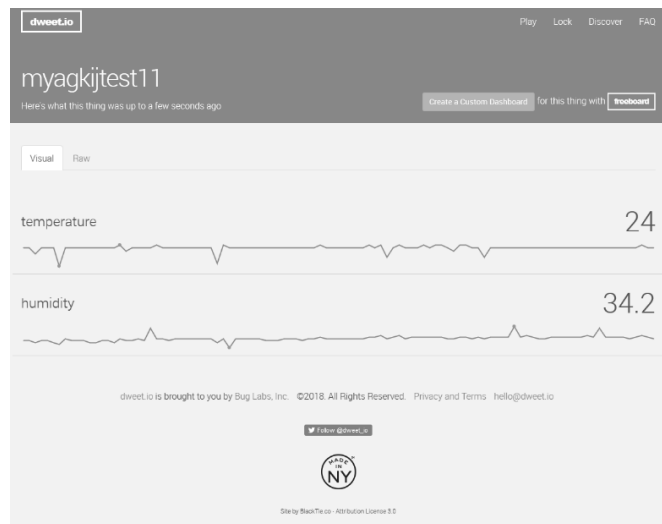 dweet.io
Play Lock Discover FAQ
myagkijtest11
Here's what this thing was up to a few seconds ago
Create a Custom Dashboard for this thing with freeboard
Visual Raw
temperature 24
humidity 34.2
dweet.io is brought to you by Bug Labs, Inc. ©2018. All Rights Reserved. Privacy and Terms hello@dweet.io
Follow @dweet_io
MADE
IN
NY
Site by BlackTie.co - Attribution License 3.0